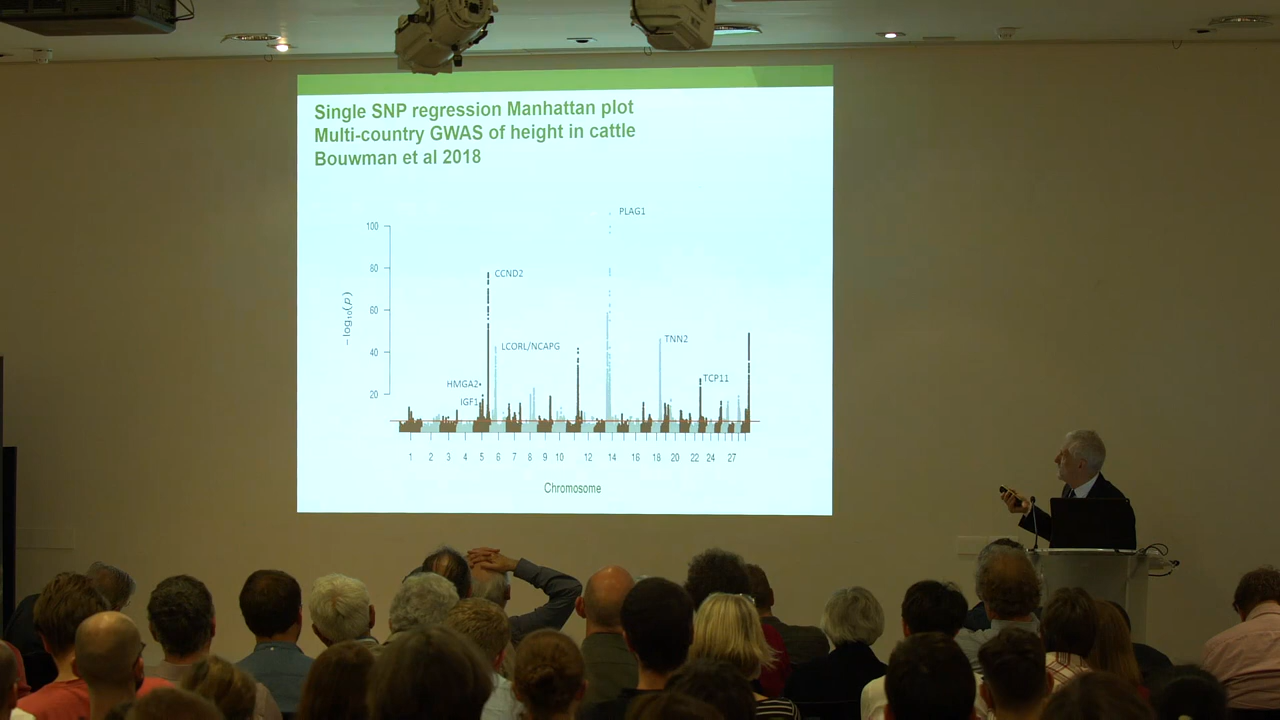 Single SNP regression Manhattan plot
Multi-country GWAS of height in cattle
Bouwman et al 2018
PLAG1
100
CCND2
80
−log10(p)
60
TNN2
LCORL/NCAPG
40
TCP11
HMGA2
20
IGF1
1 2 3 4 5 6 7 8 9 10 12 14 16 18 20 22 24 27
Chromosome